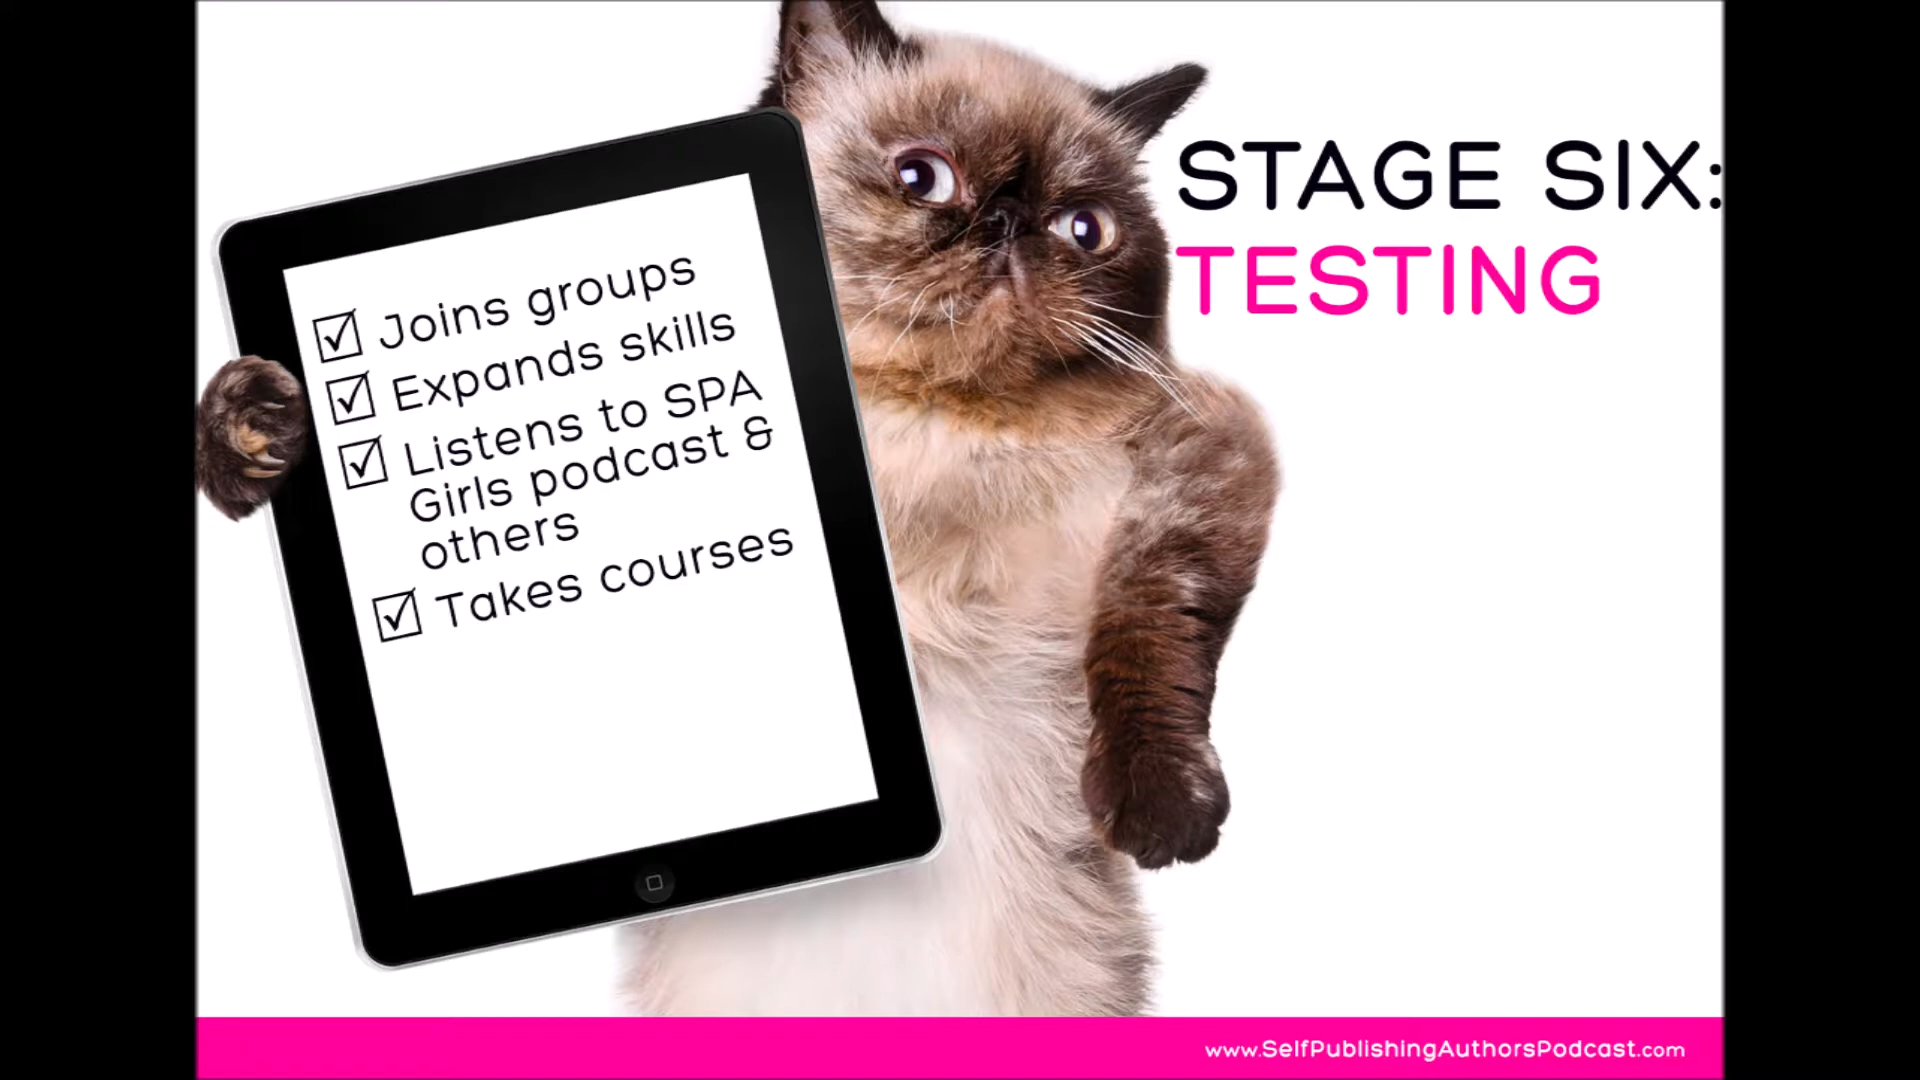 STAGE SIX:
TESTING
Joins groups
Expands skills
Listens to SPA
Girls podcast &
others
Takes courses
www.SelfPublishingAuthorsPodcast.com